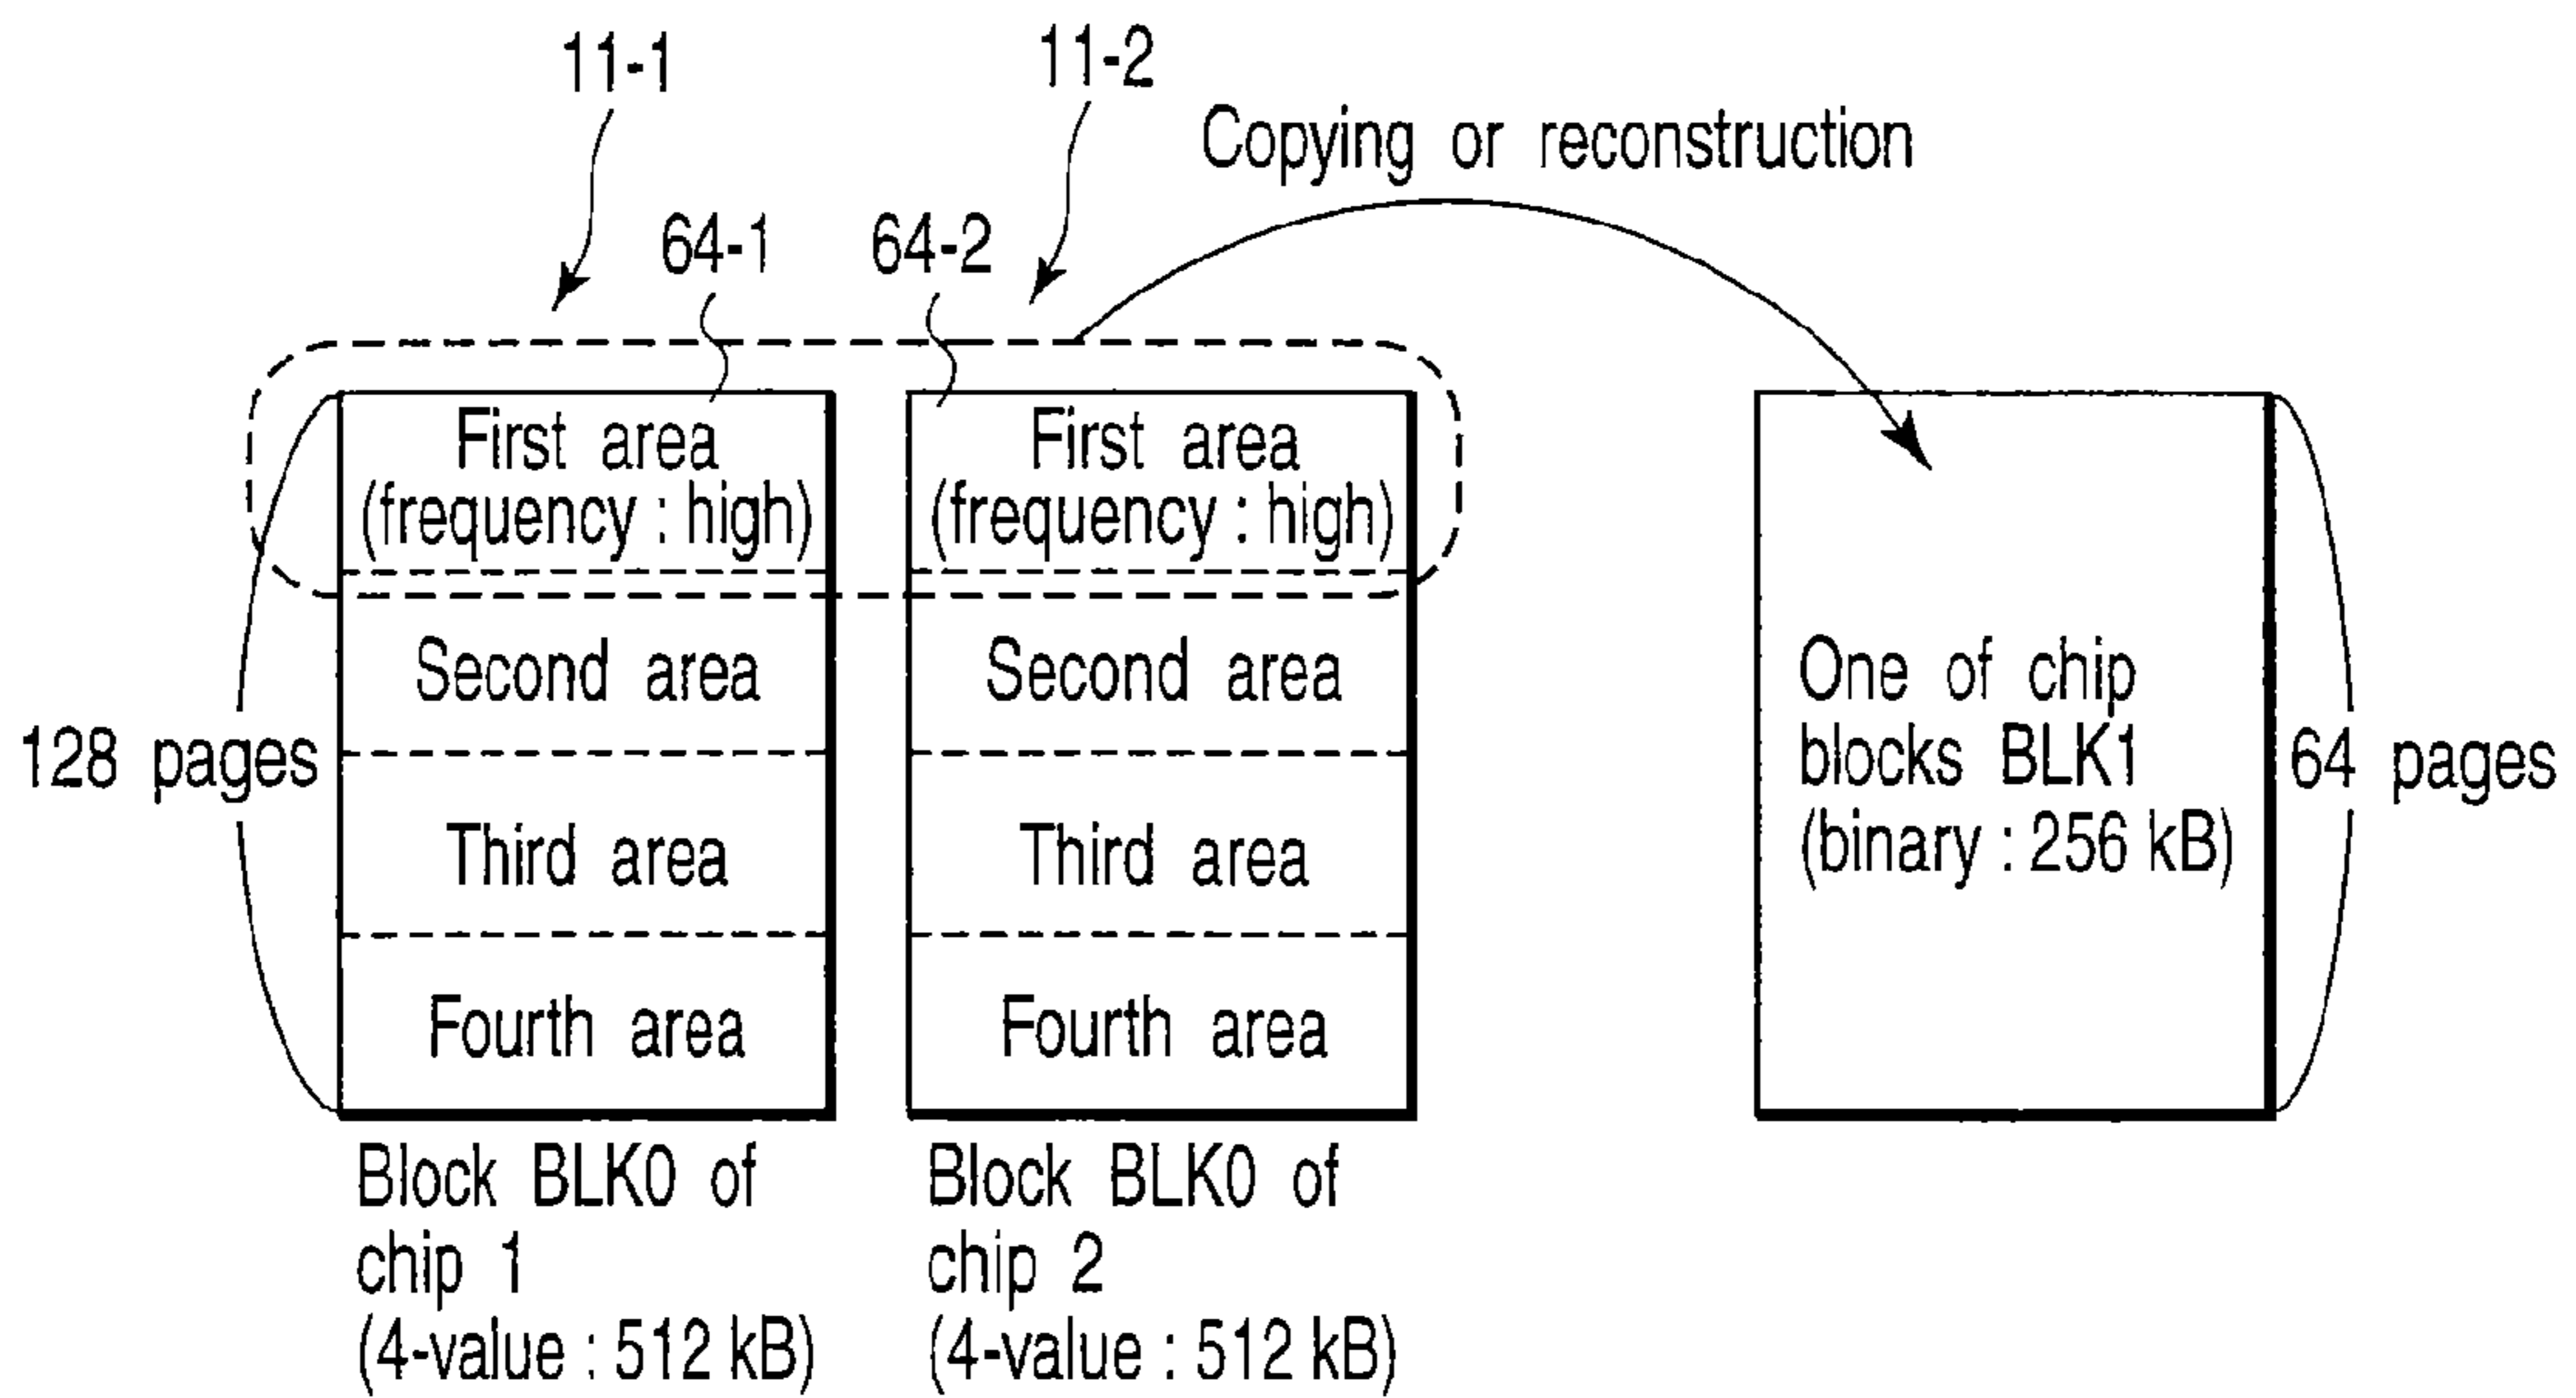 11-1
11-2
Copying or reconstruction
64-1
64-2
First area
(frequency : high)
First area
(frequency : high)
Second area
Second area
128 pages
Third area
Third area
Fourth area
Fourth area
One of chip
blocks BLK1
(binary : 256 kB)
64 pages
Block BLK0 of
chip 1
(4-value : 512 kB)
Block BLK0 of
chip 2
(4-value : 512 kB)